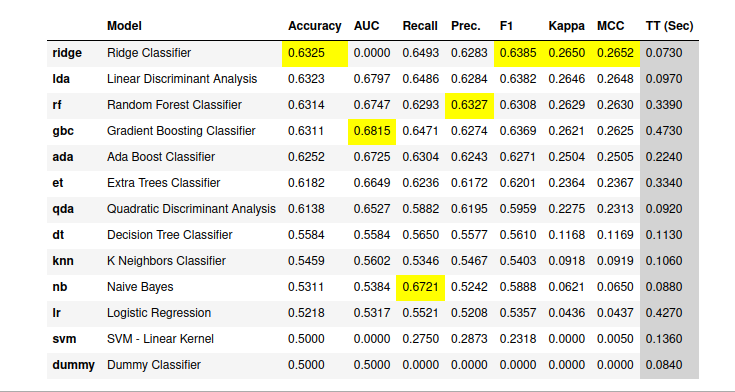 Model Accuracy AUC Recall Prec. F1 Kappa MCC TT (Sec)
ridge Ridge Classifier 0.6325 0.0000 0.6493 0.6283 0.6385 0.2650 0.2652 0.0730
lda Linear Discriminant Analysis 0.6323 0.6797 0.6486 0.6284 0.6382 0.2646 0.2648 0.0970
rf Random Forest Classifier 0.6314 0.6747 0.6293 0.6327 0.6308 0.2629 0.2630 0.3390
gbc Gradient Boosting Classifier 0.6311 0.6815 0.6471 0.6274 0.6369 0.2621 0.2625 0.4730
ada Ada Boost Classifier 0.6252 0.6725 0.6304 0.6243 0.6271 0.2504 0.2505 0.2240
et Extra Trees Classifier 0.6182 0.6649 0.6236 0.6172 0.6201 0.2364 0.2367 0.3340
qda Quadratic Discriminant Analysis 0.6138 0.6527 0.5882 0.6195 0.5959 0.2275 0.2313 0.0920
dt Decision Tree Classifier 0.5584 0.5584 0.5650 0.5577 0.5610 0.1168 0.1169 0.1130
knn K Neighbors Classifier 0.5459 0.5602 0.5346 0.5467 0.5403 0.0918 0.0919 0.1060
nb Naive Bayes 0.5311 0.5384 0.6721 0.5242 0.5888 0.0621 0.0650 0.0880
lr Logistic Regression 0.5218 0.5317 0.5521 0.5208 0.5357 0.0436 0.0437 0.4270
svm SVM - Linear Kernel 0.5000 0.0000 0.2750 0.2873 0.2318 0.0000 0.0050 0.1360
dummy Dummy Classifier 0.5000 0.5000 0.0000 0.0000 0.0000 0.0000 0.0000 0.0840